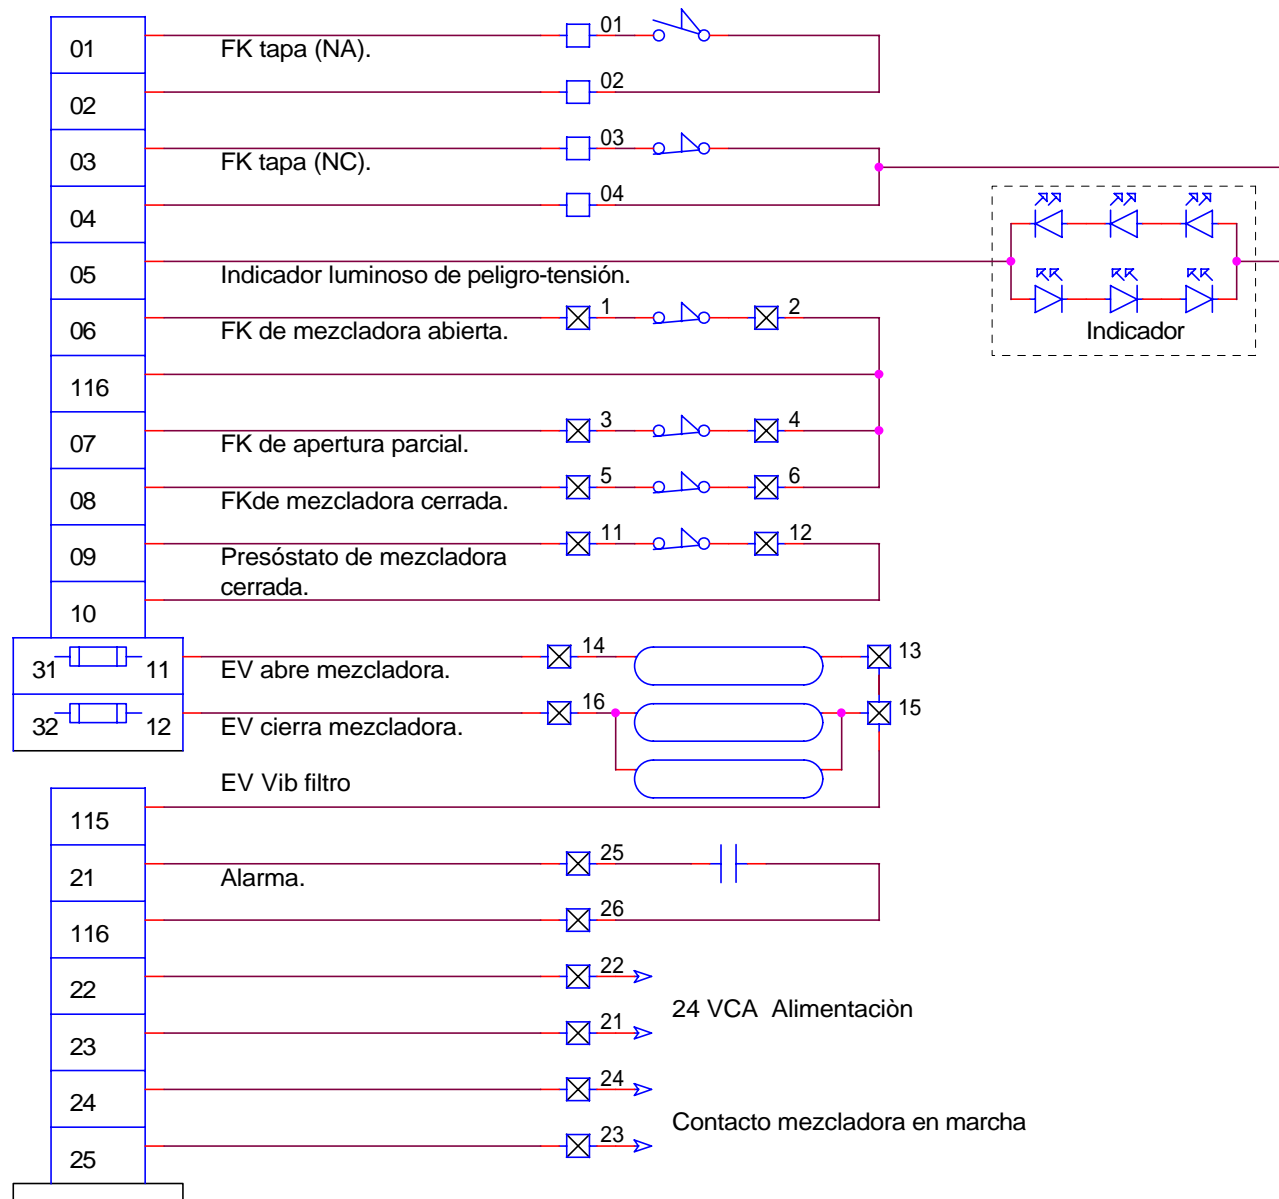 01 FK tapa (NA). 01
02 02
03 FK tapa (NC). 03
04 04
05 Indicador luminoso de peligro-tensión.
06 FK de mezcladora abierta. 1 2
Indicador
116
07 FK de apertura parcial. 3 4
08 FKde mezcladora cerrada. 5 6
09 Presóstato de mezcladora 11 12
cerrada.
10
31 11 EV abre mezcladora. 14 13
32 12 EV cierra mezcladora. 16 15
EV Vib filtro
115
21 Alarma. 25
116 26
22 22
24 VCA Alimentaciòn
23 21
24 24
Contacto mezcladora en marcha
25 23